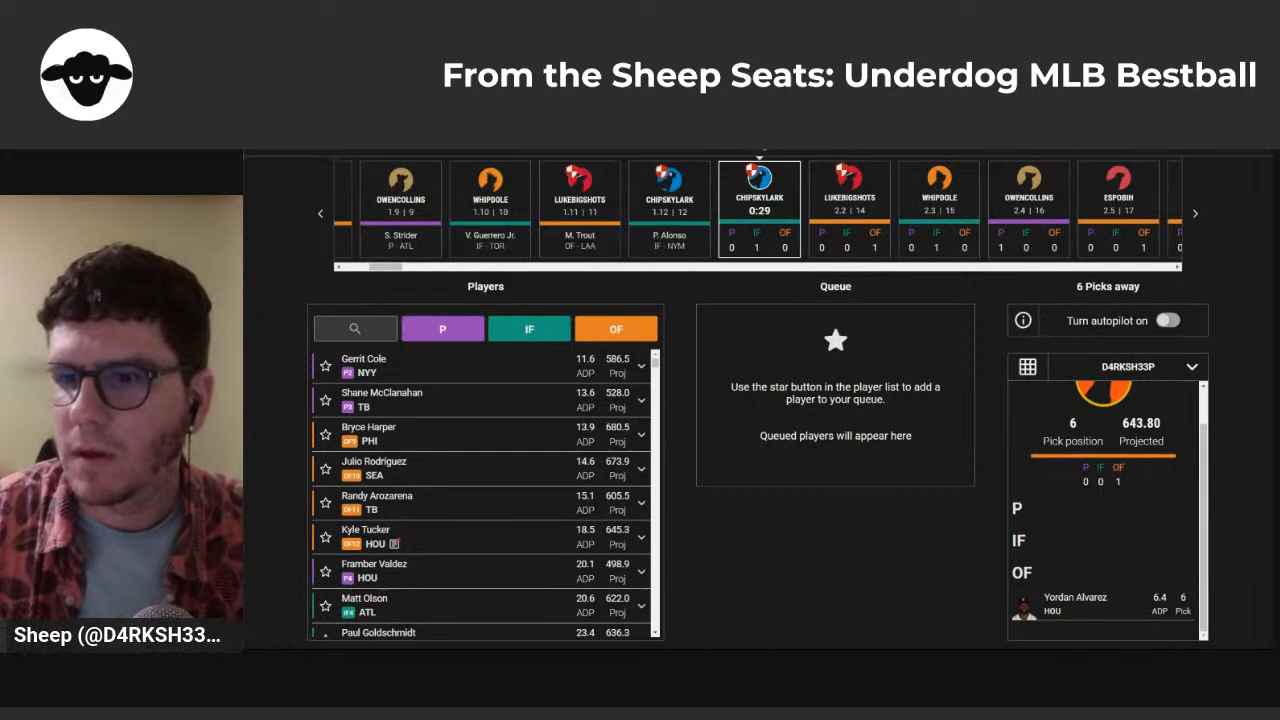 From the Sheep Seats: Underdog MLB Bestball
OWENCOLLINS
1.9 | 9
S. Strider
P - ATL
WHIPDOLE
1.10 | 10
V. Guerrero Jr.
IF - TOR
LUKEBIGSHOTS
1.11 | 11
M. Trout
OF - LAA
CHIPSKYLARK
1.12 | 12
P. Alonso
IF - NYM
CHIPSKYLARK
0:29
P IF OF
0 1 0
LUKEBIGSHOTS
2.2 | 14
P IF OF
0 0 1
WHIPDOLE
2.3 | 15
P IF OF
0 1 0
OWENCOLLINS
2.4 | 16
P IF OF
1 0 0
ESPOBIH
2.5 | 17
P IF OF
0 0 1
Players
P IF OF
Gerrit Cole 11.6 586.5
P2 NYY ADP Proj
Shane McClanahan 13.6 528.0
P3 TB ADP Proj
Bryce Harper 13.9 680.5
OF9 PHI ADP Proj
Julio Rodríguez 14.6 673.9
OF10 SEA ADP Proj
Randy Arozarena 15.1 605.5
OF11 TB ADP Proj
Kyle Tucker 18.5 645.3
OF12 HOU ADP Proj
Framber Valdez 20.1 498.9
P4 HOU ADP Proj
Matt Olson 20.6 622.0
IF4 ATL ADP Proj
Paul Goldschmidt 23.4 636.3
Queue
Use the star button in the player list to add a
player to your queue.
Queued players will appear here
6 Picks away
Turn autopilot on
D4RKSH33P
6 643.80
Pick position Projected
P IF OF
0 0 1
P
IF
OF
Yordan Alvarez 6.4 6
HOU ADP Pick
Sheep (@D4RKSH33...